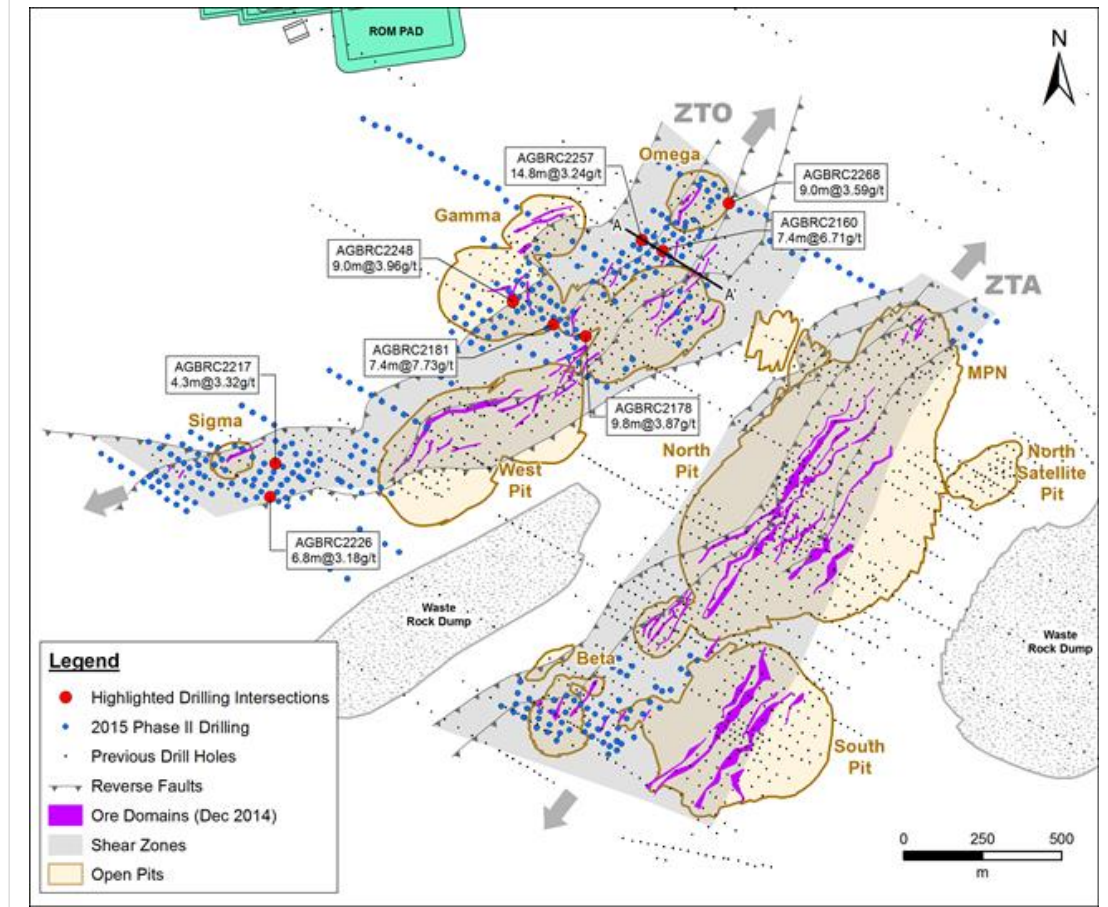 ROM PAD
N
ZTO
Omega
AGBRC2257
14.8m@3.24g/t
AGBRC2268
9.0m@3.59g/t
Gamma
A
AGBRC2160
7.4m@6.71g/t
AGBRC2248
9.0m@3.96g/t
A'
ZTA
AGBRC2181
7.4m@7.73g/t
MPN
AGBRC2217
4.3m@3.32g/t
AGBRC2178
9.8m@3.87g/t
Sigma
West
Pit
North
Pit
North
Satellite
Pit
AGBRC2226
6.8m@3.18g/t
Waste
Rock Dump
Waste
Rock Dump
Beta
South
Pit
Legend
Highlighted Drilling Intersections
2015 Phase II Drilling
Previous Drill Holes
Reverse Faults
Ore Domains (Dec 2014)
Shear Zones
Open Pits
0 250 500
m